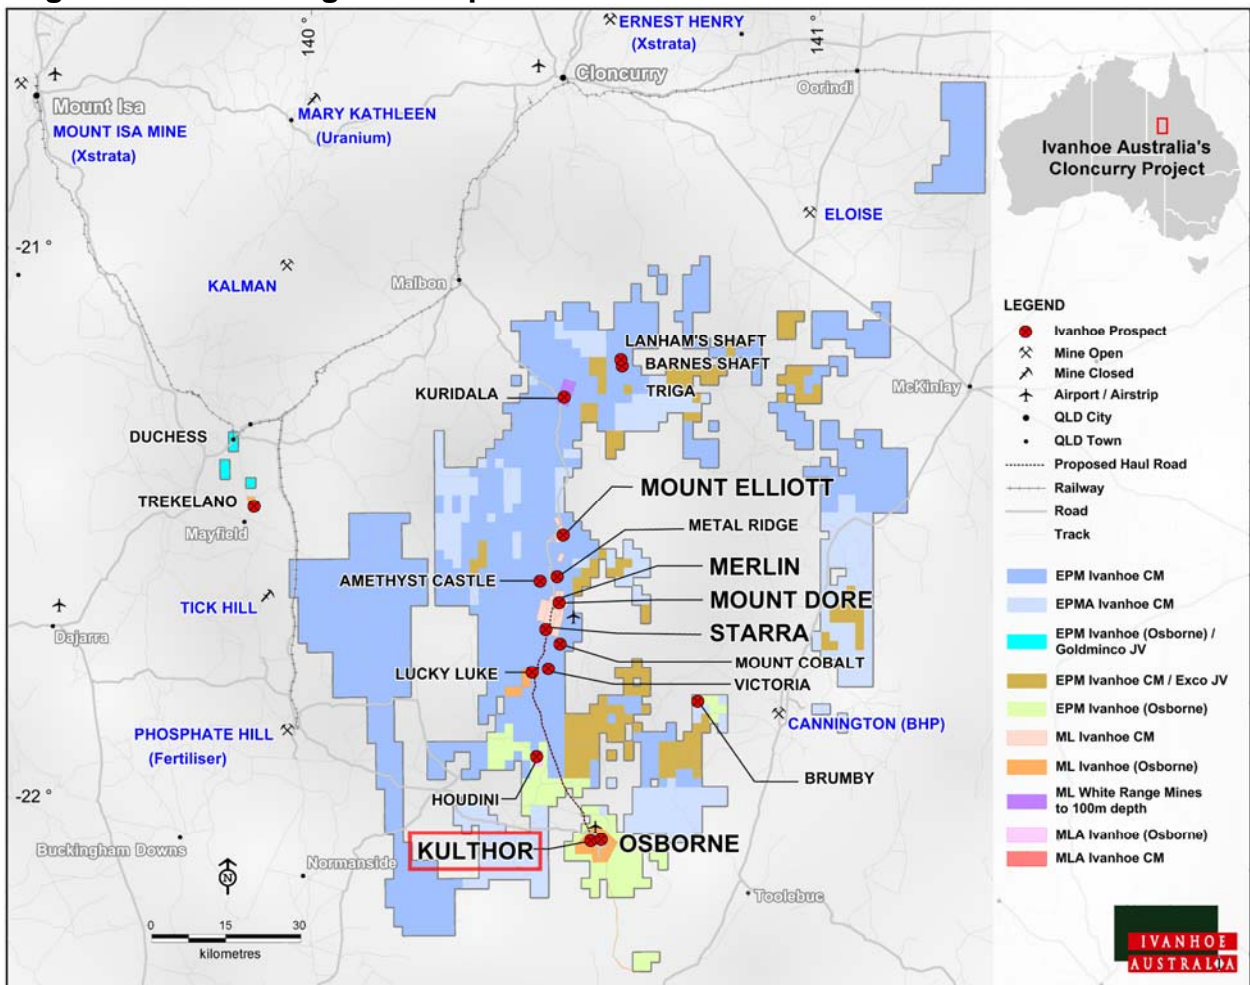 140°
141°
ERNEST HENRY
(Xstrata)
Cloncurry
Oorindi
Mount Isa
MOUNT ISA MINE
(Xstrata)
MARY KATHLEEN
(Uranium)
Ivanhoe Australia's
Cloncurry Project
ELOISE
-21°
KALMAN
Malbon
LEGEND
Ivanhoe Prospect
Mine Open
Mine Closed
Airport / Airstrip
QLD City
QLD Town
Proposed Haul Road
Railway
Road
Track
EPM Ivanhoe CM
EPMA Ivanhoe CM
EPM Ivanhoe (Osborne) /
Goldminco JV
EPM Ivanhoe CM / Exco JV
EPM Ivanhoe (Osborne)
ML Ivanhoe CM
ML Ivanhoe (Osborne)
ML White Range Mines
to 100m depth
MLA Ivanhoe (Osborne)
MLA Ivanhoe CM
LANHAM'S SHAFT
BARNES SHAFT
TRIGA
KURIDALA
McKinlay
DUCHESS
TREKELANO
Mayfield
MOUNT ELLIOTT
METAL RIDGE
MERLIN
AMETHYST CASTLE
MOUNT DORE
TICK HILL
STARRA
Dajarra
MOUNT COBALT
LUCKY LUKE
VICTORIA
PHOSPHATE HILL
(Fertiliser)
CANNINGTON (BHP)
BRUMBY
HOUDINI
-22°
KULTHOR
OSBORNE
Buckingham Downs
Normanside
Toolebuc
N
0 15 30
kilometres
IVANHOE
AUSTRALIA